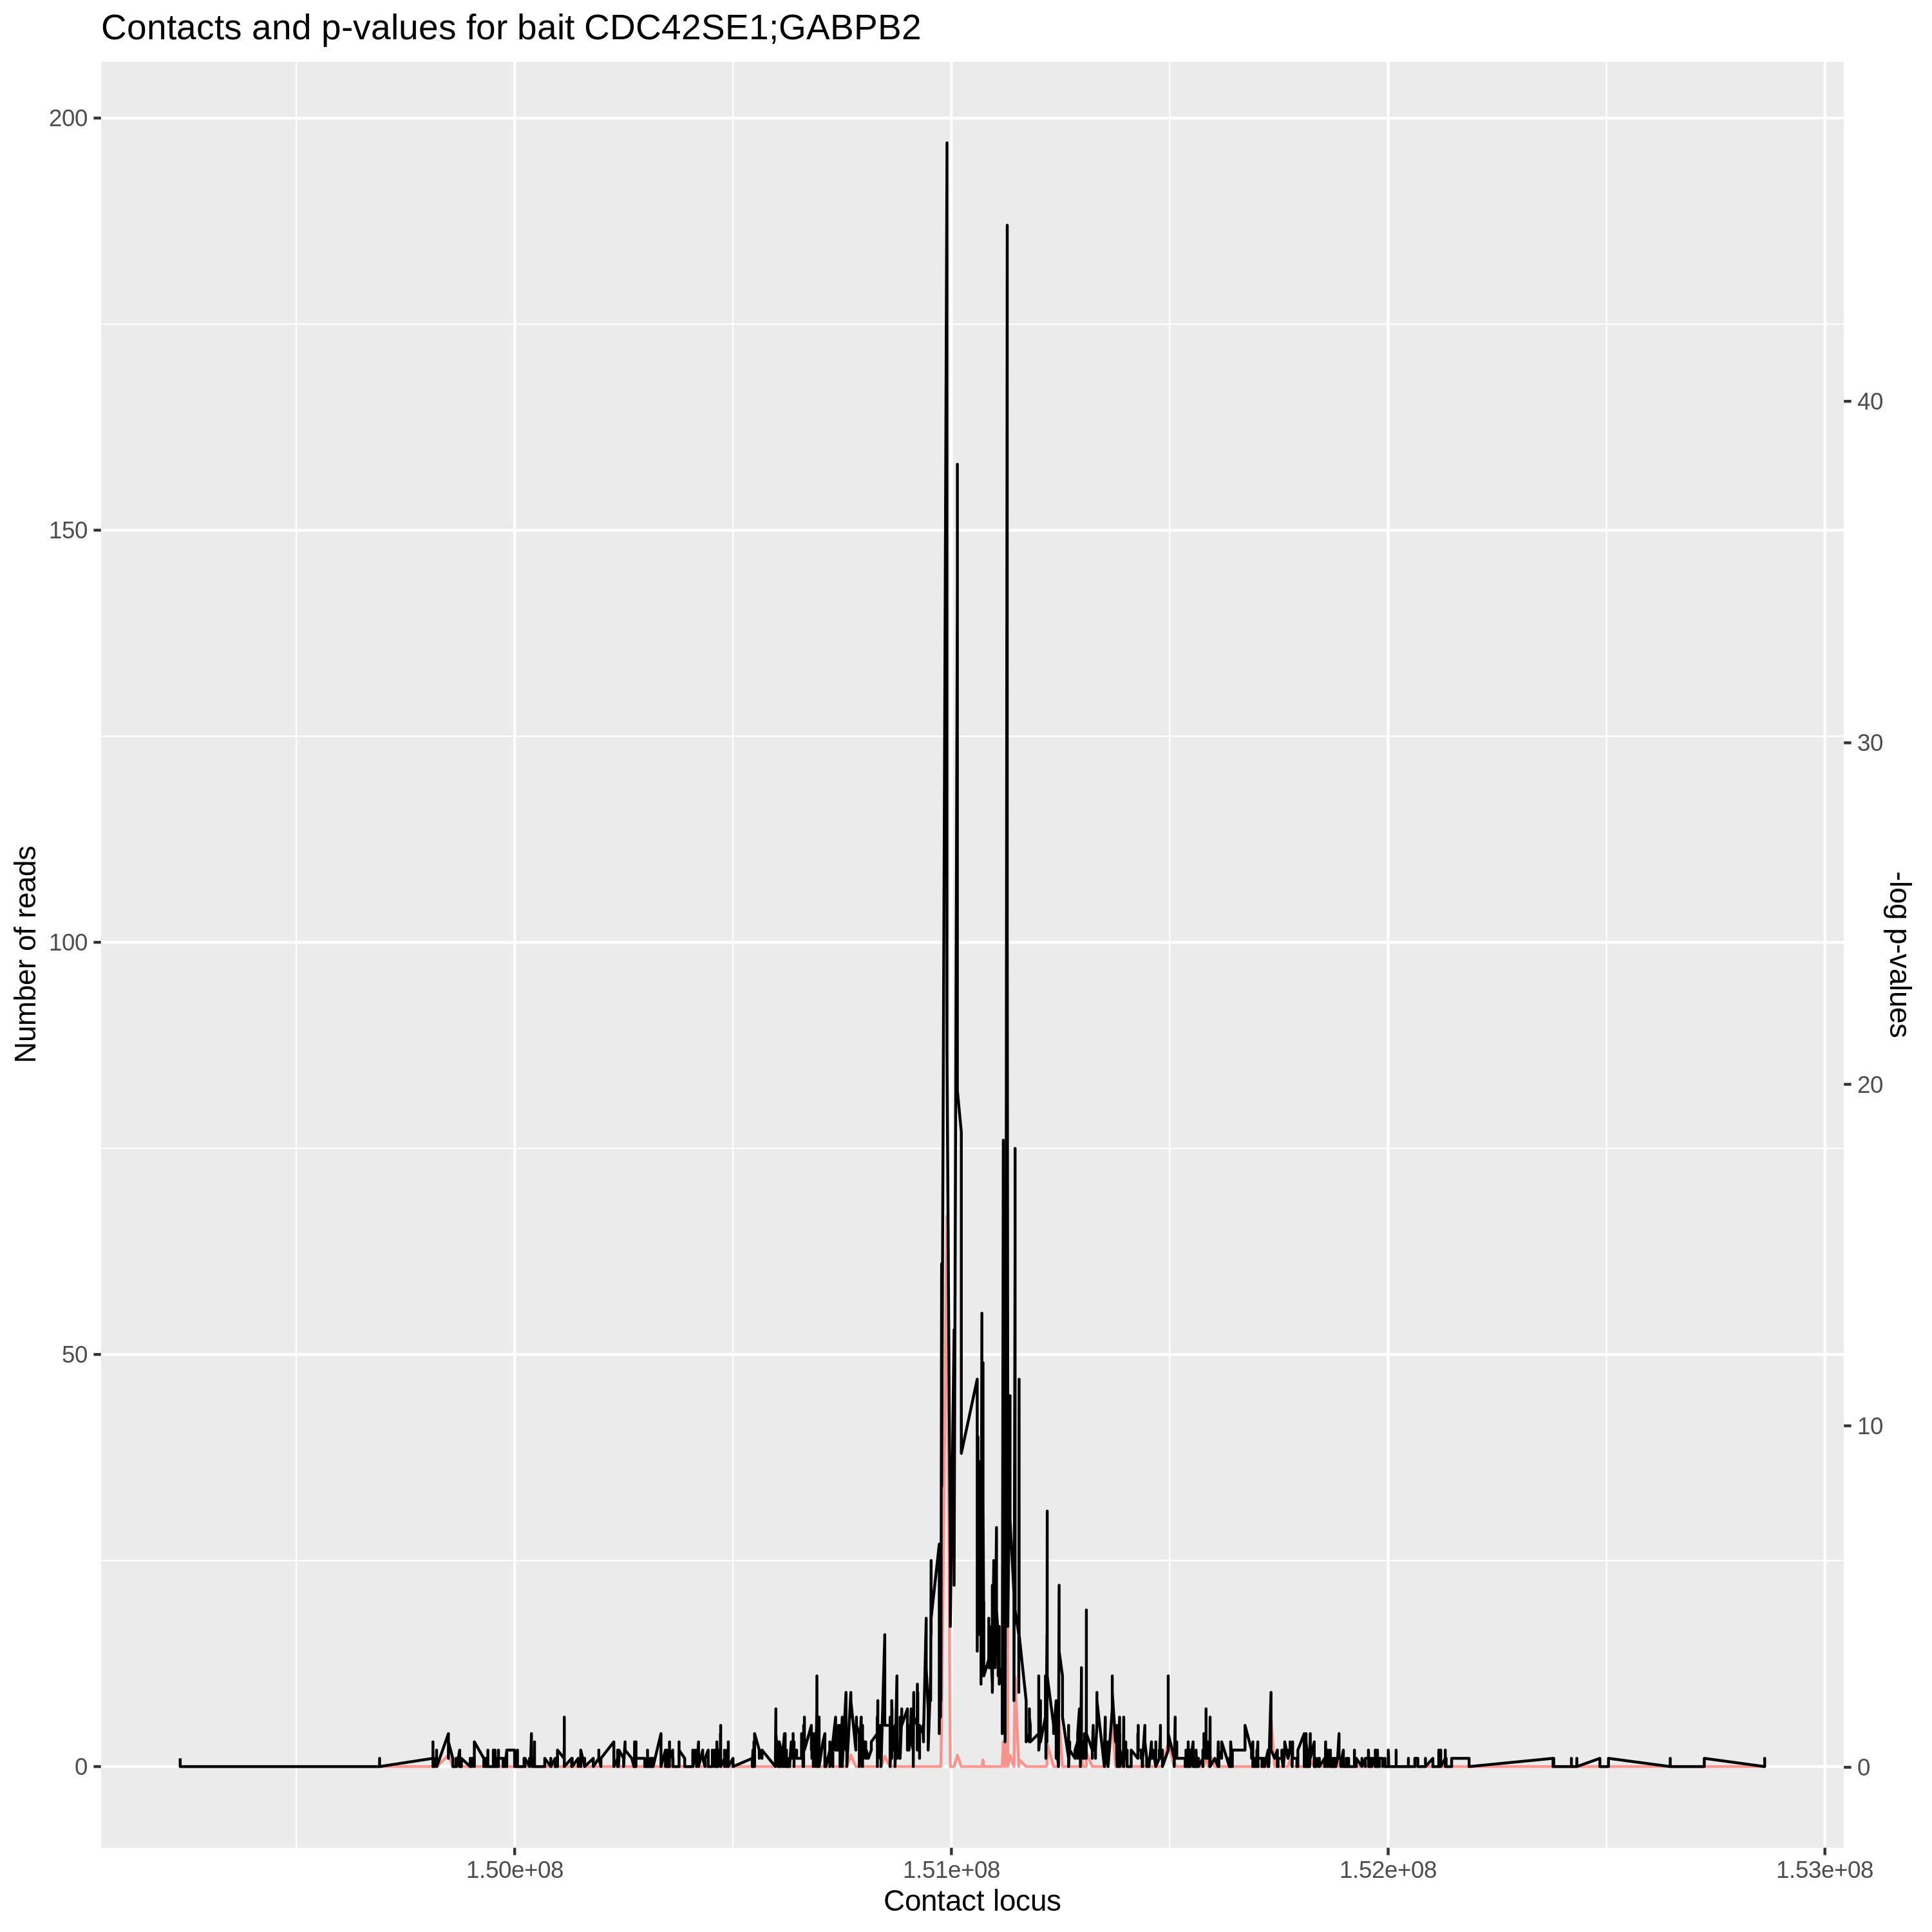 Contacts and p-values for bait CDC42SE1;GABPB2
200
150
100
50
0
Number of reads
40
30
20
10
0
-log p-values
1.50e+08
1.51e+08
1.52e+08
1.53e+08
Contact locus